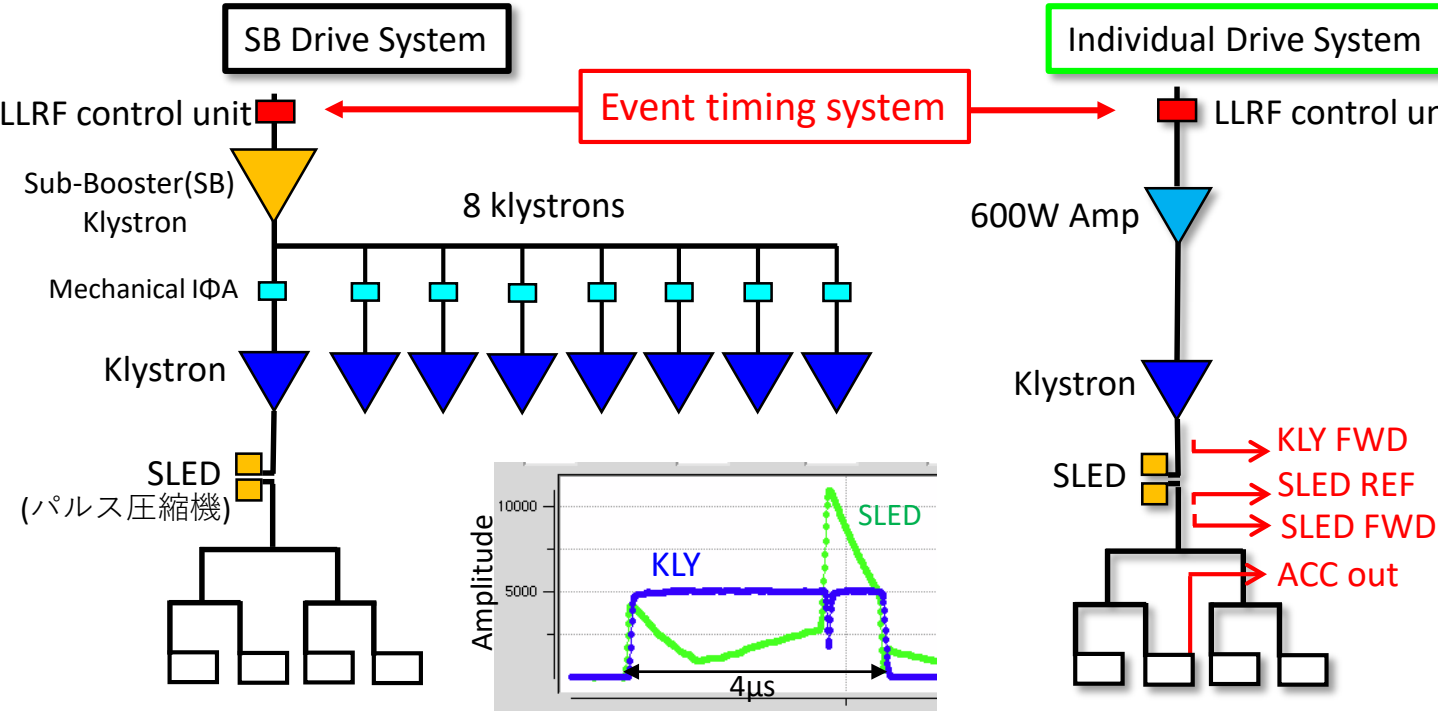 SB Drive System
Individual Drive System
Event timing system
LLRF control unit
LLRF control un
Sub-Booster(SB)
Klystron
8 klystrons
600W Amp
Mechanical IΦA
Klystron
Klystron
SLED
(パルス圧縮機)
SLED
KLY FWD
SLED REF
SLED FWD
ACC out
Amplitude
10000
5000
SLED
KLY
4μs